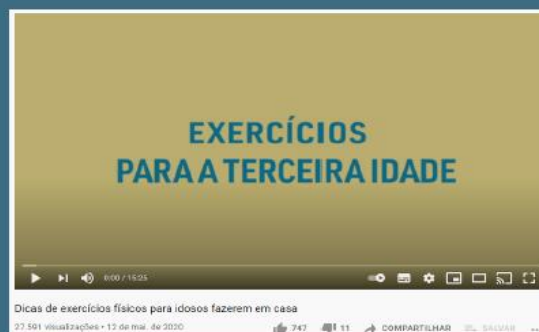 EXERCÍCIOS
PARA A TERCEIRA IDADE
0:00 / 15:25
Dicas de exercícios físicos para idosos fazerem em casa
27.591 visualizações • 12 de mai. de 2020
747
11
COMPARTILHAR
SALVAR